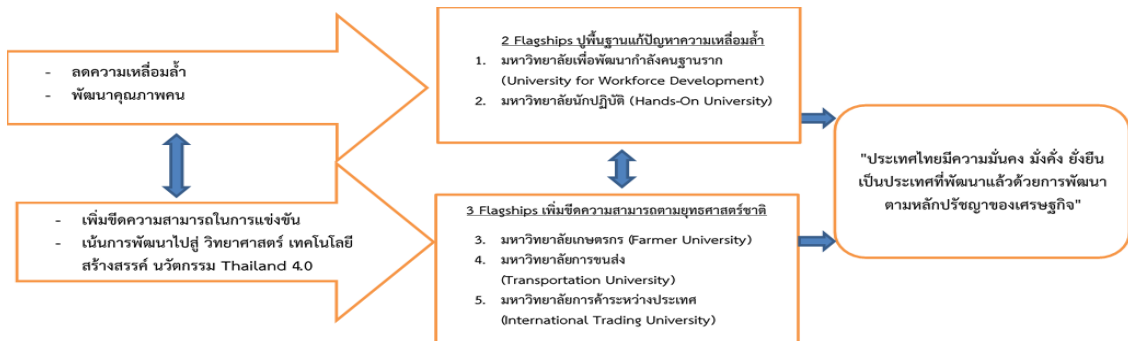 - ลดความเหลื่อมล้ำ
- พัฒนาคุณภาพคน
- เพิ่มขีดความสามารถในการแข่งขัน
- เน้นการพัฒนาไปสู่ วิทยาศาสตร์ เทคโนโลยี
สร้างสรรค์ นวัตกรรม Thailand 4.0
2 Flagships ปูพื้นฐานแก้ปัญหาความเหลื่อมล้ำ
1. มหาวิทยาลัยเพื่อพัฒนากำลังคนฐานราก
(University for Workforce Development)
2. มหาวิทยาลัยนักปฏิบัติ (Hands-On University)
3 Flagships เพิ่มขีดความสามารถตามยุทธศาสตร์ชาติ
3. มหาวิทยาลัยเกษตรกร (Farmer University)
4. มหาวิทยาลัยการขนส่ง
(Transportation University)
5. มหาวิทยาลัยการค้าระหว่างประเทศ
(International Trading University)
"ประเทศไทยมีความมั่นคง มั่งคั่ง ยั่งยืน
เป็นประเทศที่พัฒนาแล้วด้วยการพัฒนา
ตามหลักปรัชญาของเศรษฐกิจ"